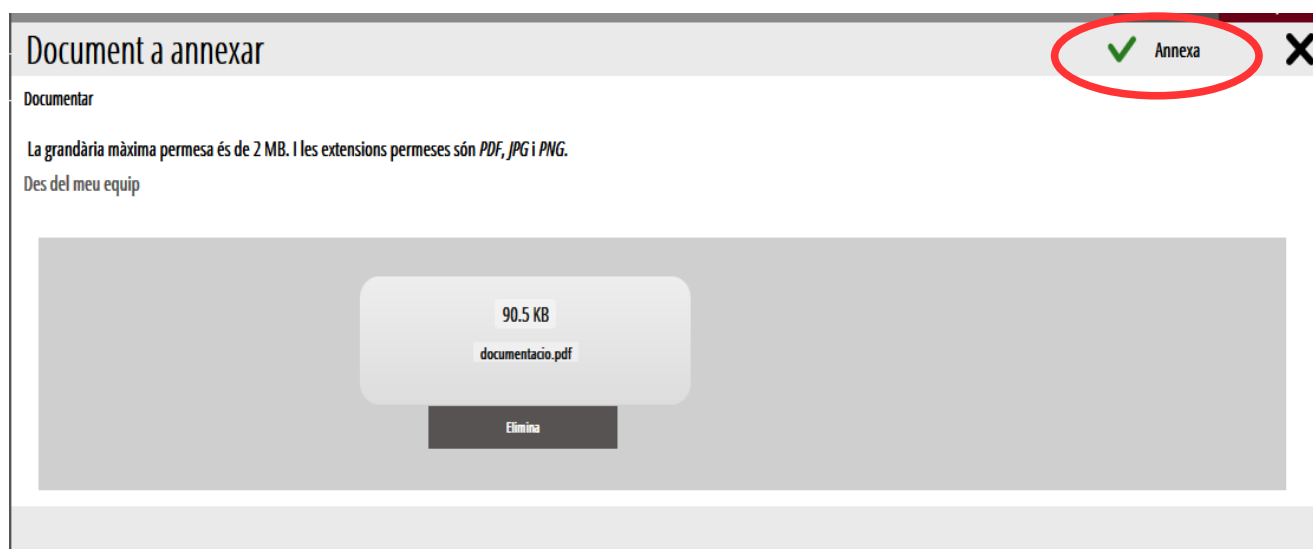 Document a annexar
Annexa
Documentar
La grandària màxima permesa és de 2 MB. I les extensions permeses són PDF, JPG i PNG.
Des del meu equip
90.5 KB
documentacio.pdf
Elimina